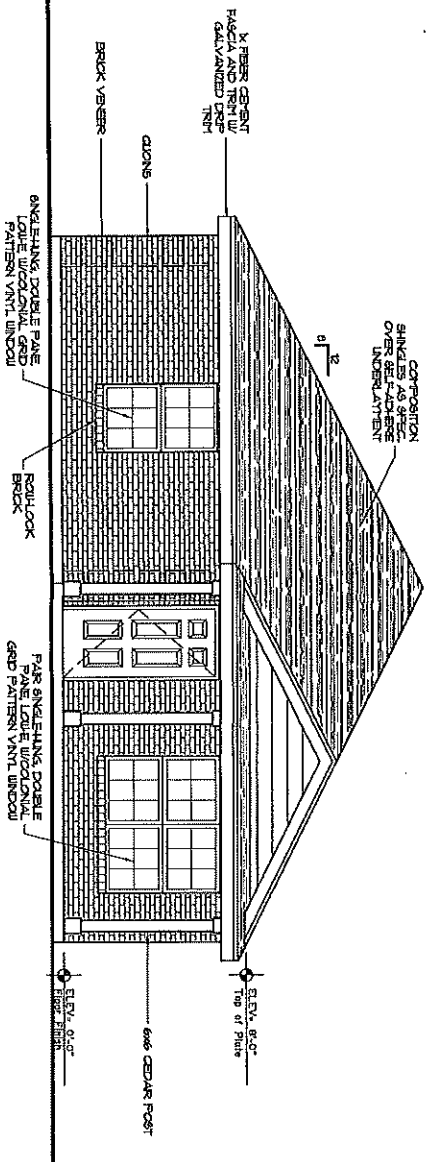 COMPOSITION
SHINGLES AS SPEC.
OVER SELF-ADHERE
UNDERLAYMENT
12
6
1x FIBER CEMENT
FASCIA AND TRIM W/
GALVANIZED DRIP
TRIM
QUOINS
BRICK VENEER
SINGLE-HUNG, DOUBLE PANE
LOW-E W/COLONIAL GRID
PATTERN VINYL WINDOW
ROW-LOCK
BRICK
PAIR SINGLE-HUNG, DOUBLE
PANE, LOW-E W/COLONIAL
GRID PATTERN VINYL WINDOW
ELEV= 8'-0"
Top of Plate
6x6 CEDAR POST
ELEV= 0'-0"
Floor Finish